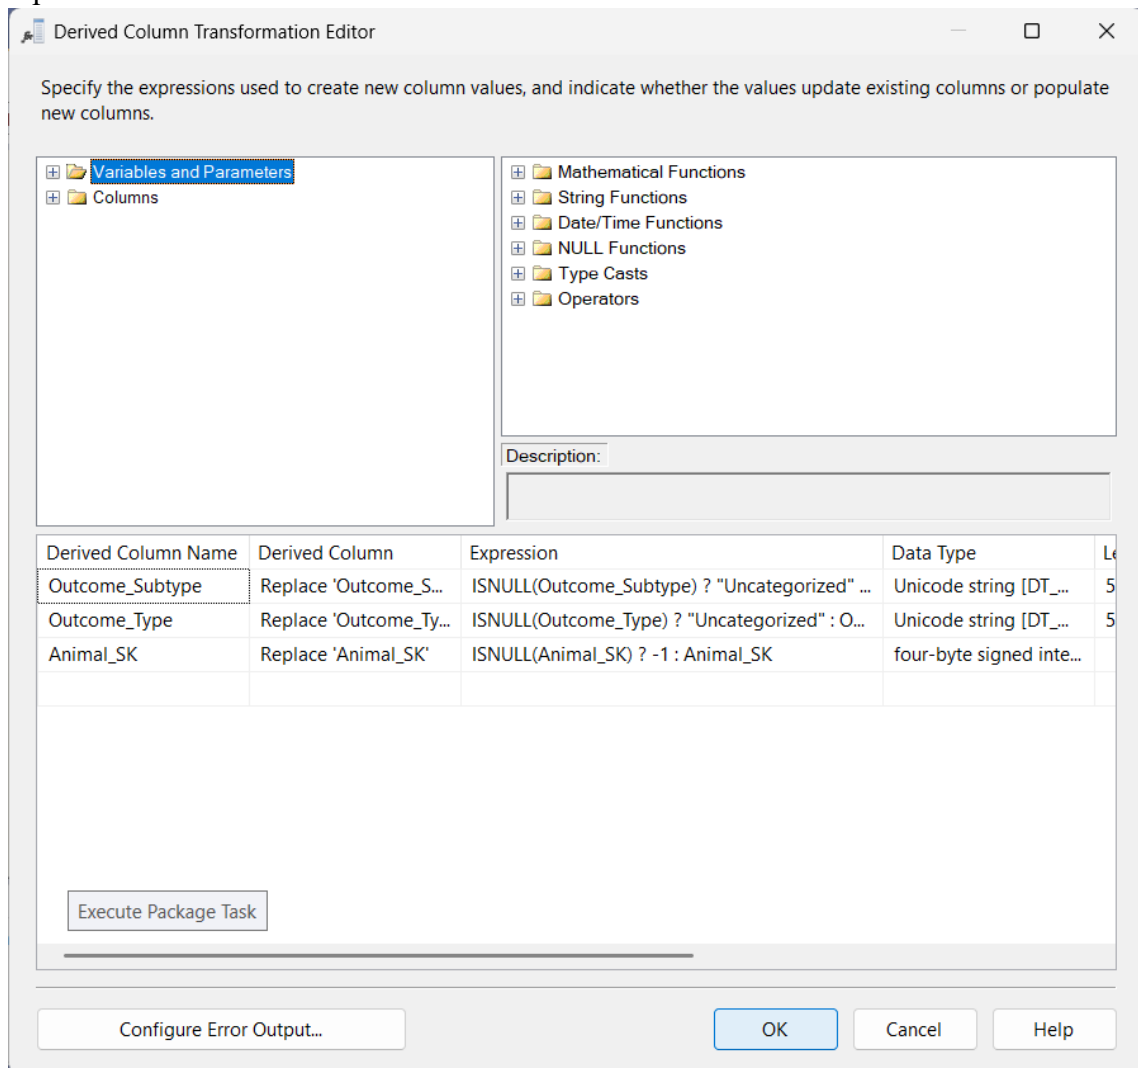 Derived Column Transformation Editor
Specify the expressions used to create new column values, and indicate whether the values update existing columns or populate
new columns.
Variables and Parameters
Columns
Mathematical Functions
String Functions
Date/Time Functions
NULL Functions
Type Casts
Operators
Description:
Derived Column Name Derived Column Expression Data Type
Outcome_Subtype Replace 'Outcome_S... ISNULL(Outcome_Subtype) ? "Uncategorized" ... Unicode string [DT_... 5
Outcome_Type Replace 'Outcome_Ty... ISNULL(Outcome_Type) ? "Uncategorized" : O... Unicode string [DT_... 5
Animal_SK Replace 'Animal_SK' ISNULL(Animal_SK) ? -1 : Animal_SK four-byte signed inte...
Execute Package Task
Configure Error Output... OK Cancel Help